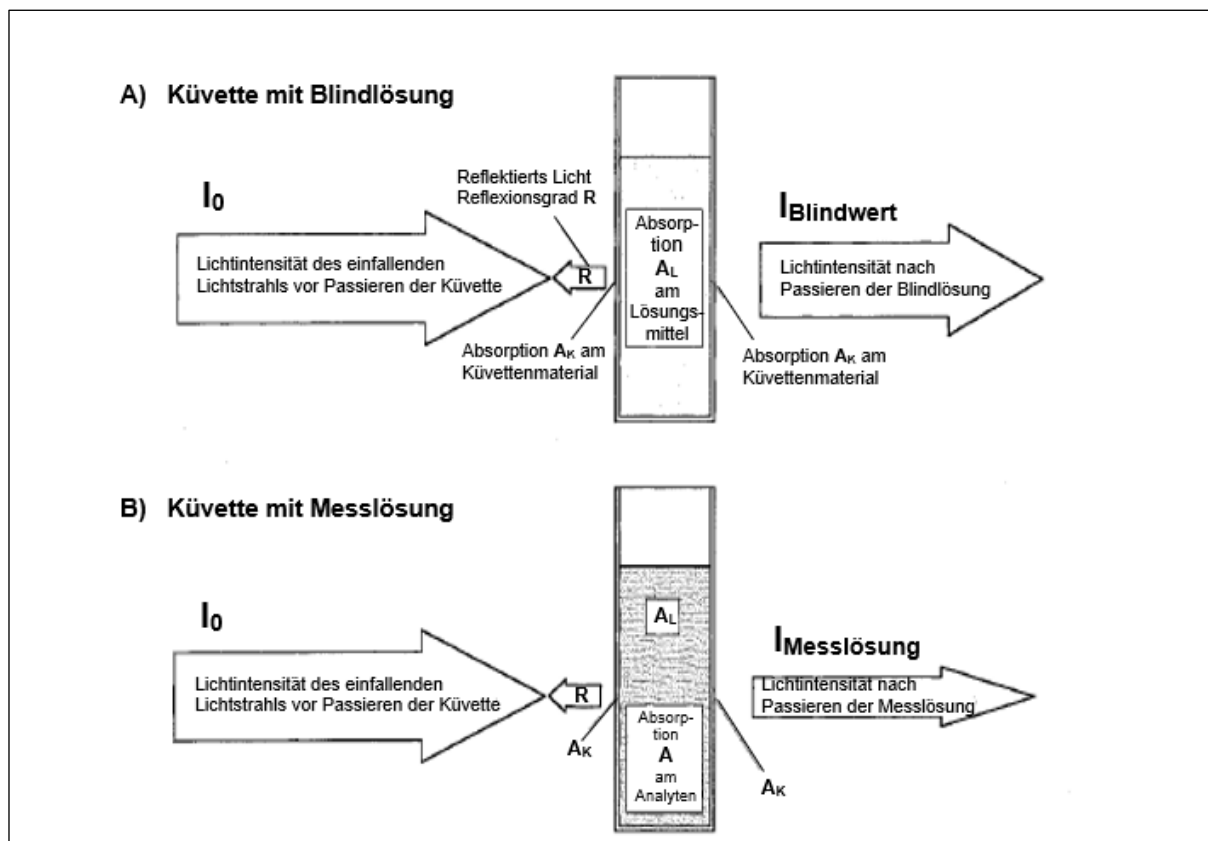 A) Küvette mit Blindlösung
I0
Lichtintensität des einfallenden
Lichtstrahls vor Passieren der Küvette
Reflektierts Licht
Reflexionsgrad R
R
Absorption AK am
Küvettenmaterial
Absorp-
tion
AL
am
Lösungs-
mittel
IBlindwert
Lichtintensität nach
Passieren der Blindlösung
Absorption AK am
Küvettenmaterial
B) Küvette mit Messlösung
I0
Lichtintensität des einfallenden
Lichtstrahls vor Passieren der Küvette
R
AK
AL
Absorp-
tion
A
am
Analyten
IMesslösung
Lichtintensität nach
Passieren der Messlösung
AK